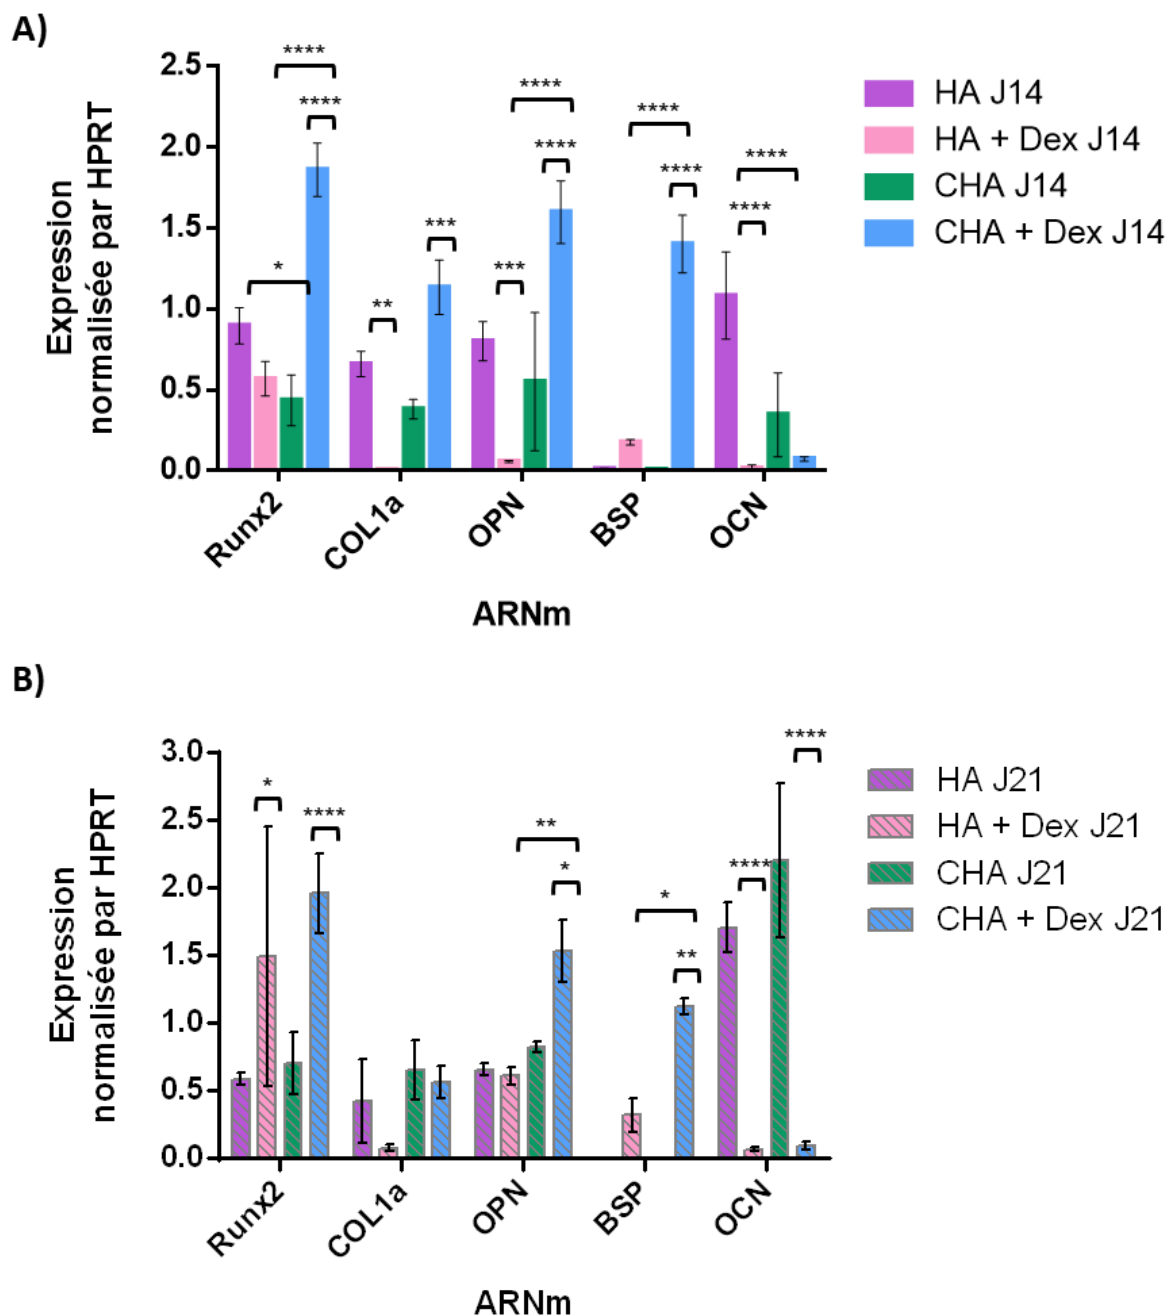 A)
Expression
normalisée par HPRT
2.5
2.0
1.5
1.0
0.5
0.0
****
****
*
**
***
****
****
***
****
****
****
****
Runx2
COL1a
OPN
BSP
OCN
ARNm
HA J14
HA + Dex J14
CHA J14
CHA + Dex J14
B)
Expression
normalisée par HPRT
3.0
2.5
2.0
1.5
1.0
0.5
0.0
*
****
**
*
*
**
****
****
Runx2
COL1a
OPN
BSP
OCN
ARNm
HA J21
HA + Dex J21
CHA J21
CHA + Dex J21